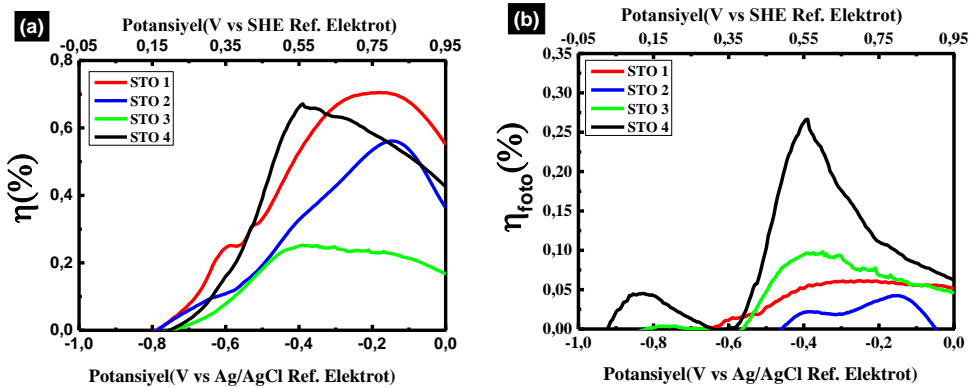 (a)
Potansiyel(V vs SHE Ref. Elektrot)
-0,05 0,15 0,35 0,55 0,75 0,95
0,8
0,6
0,4
0,2
0,0
η(%)
STO 1
STO 2
STO 3
STO 4
-1,0 -0,8 -0,6 -0,4 -0,2 0,0
Potansiyel(V vs Ag/AgCl Ref. Elektrot)
(b)
Potansiyel(V vs SHE Ref. Elektrot)
-0,05 0,15 0,35 0,55 0,75 0,95
0,35
0,30
0,25
0,20
0,15
0,10
0,05
0,00
ηfoto(%)
STO 1
STO 2
STO 3
STO 4
-1,0 -0,8 -0,6 -0,4 -0,2 0,0
Potansiyel(V vs Ag/AgCl Ref. Elektrot)